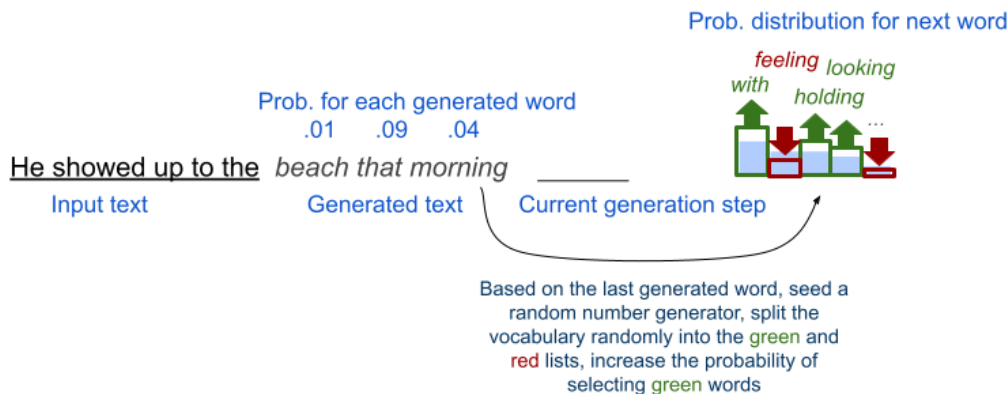 Prob. distribution for next word
feeling looking
with
holding
...
Prob. for each generated word
.01 .09 .04
He showed up to the beach that morning ________
Input text Generated text Current generation step
Based on the last generated word, seed a
random number generator, split the
vocabulary randomly into the green and
red lists, increase the probability of
selecting green words